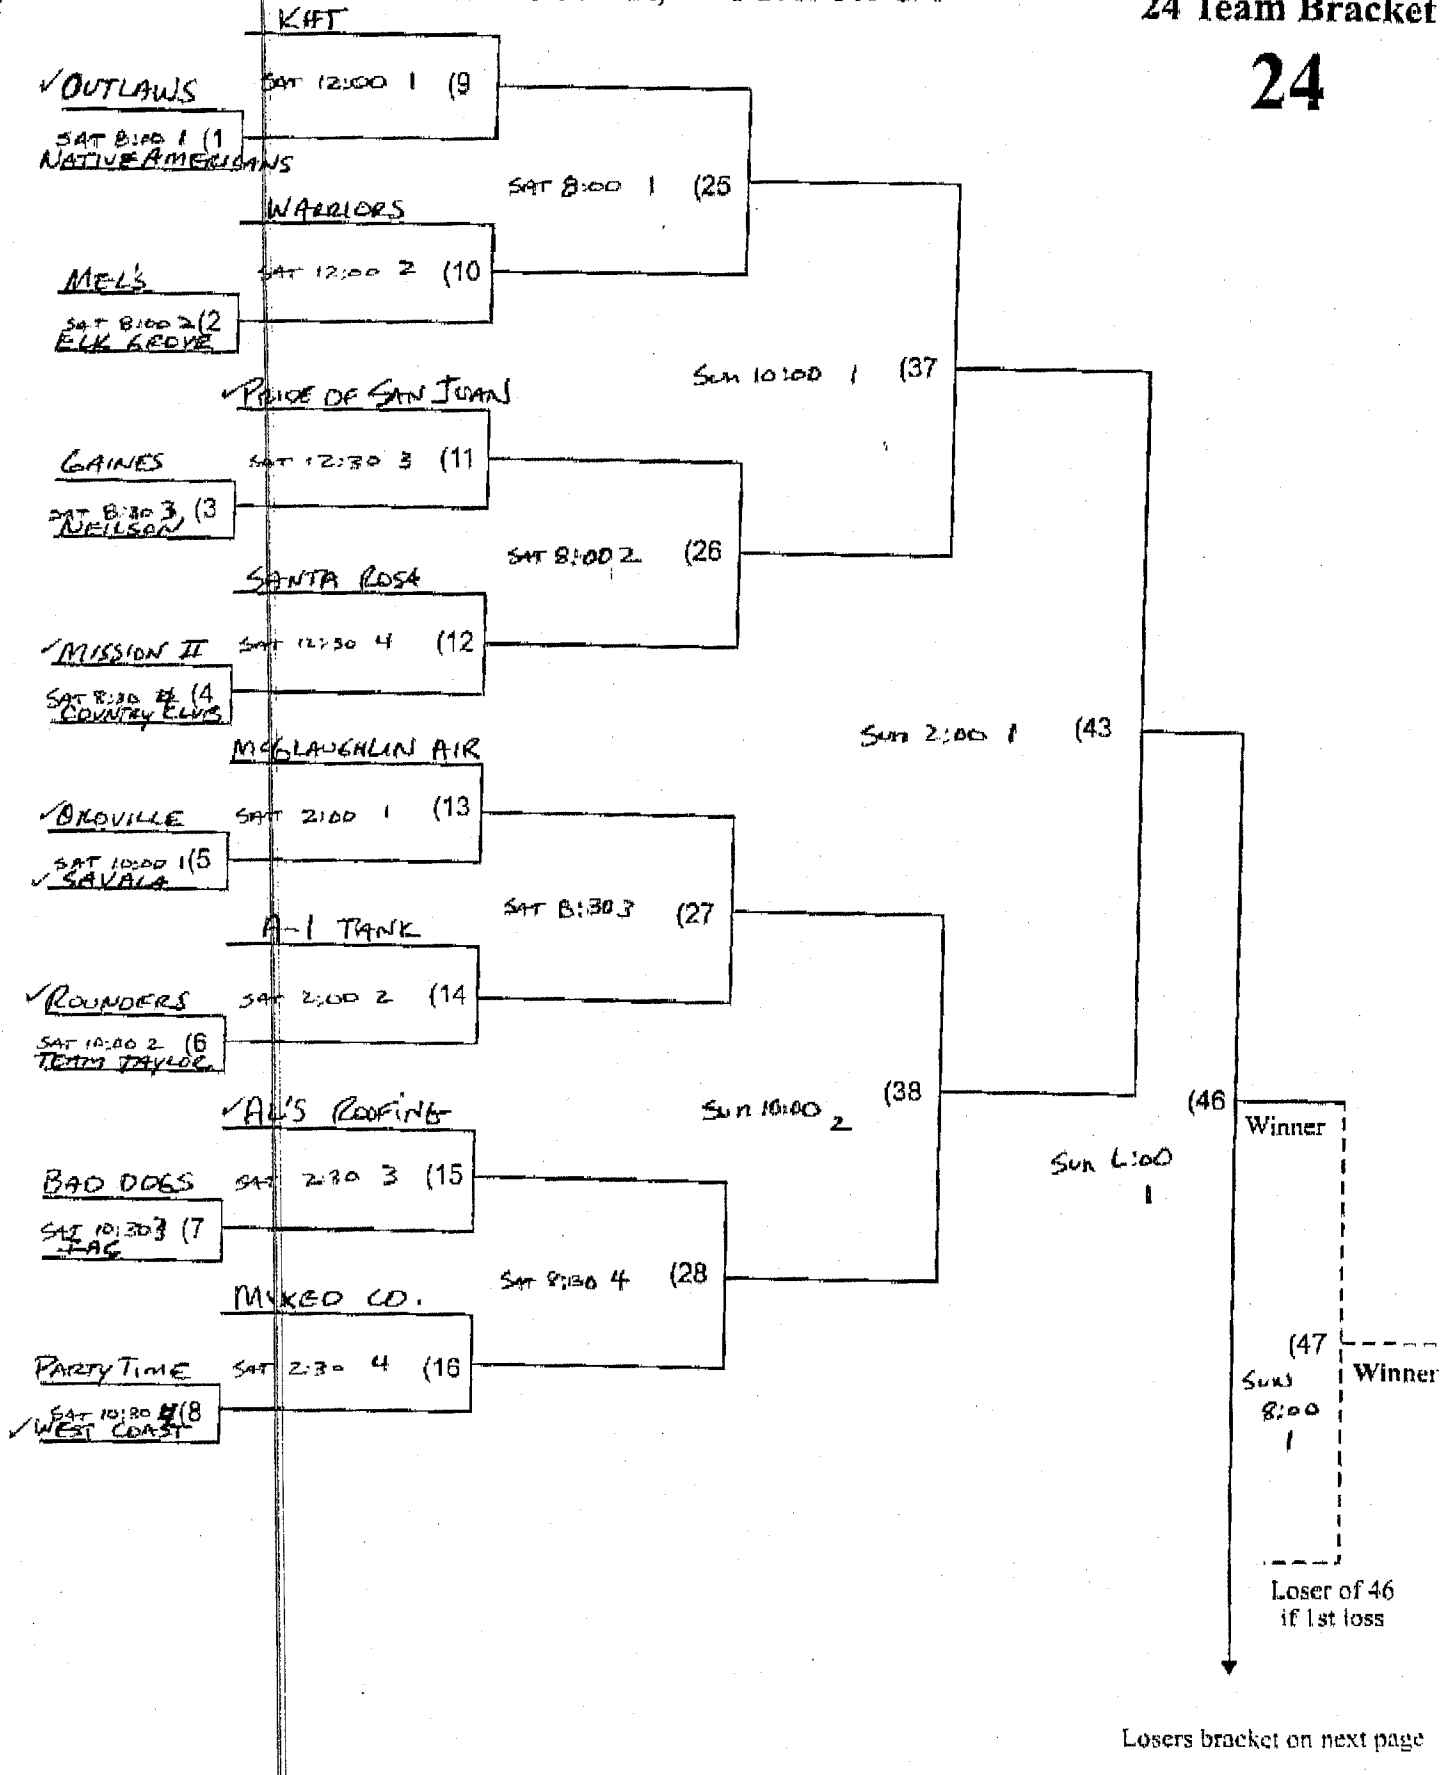 24 Team Bracket
24
KHT
SAT 12:00 1 (9
✓OUTLAWS
SAT 8:00 1 (1
NATIVE AMERICANS
SAT 8:00 1 (25
WARRIORS
SAT 12:00 2 (10
MEL'S
SAT 8:00 2 (2
ELK GROVE
Sun 10:00 1 (37
✓PRIDE OF SAN JUAN
SAT 12:30 3 (11
GAINES
SAT 8:30 3 (3
NEILSON
SAT 8:00 2 (26
SANTA ROSA
SAT 12:30 4 (12
✓MISSION II
SAT 8:30 4 (4
COUNTRY CLUB
Sun 2:00 1 (43
McGLAUGHLIN AIR
SAT 2:00 1 (13
✓OROVILLE
SAT 10:00 1 (5
✓SAVALA
SAT 8:30 3 (27
A-1 TANK
SAT 2:00 2 (14
✓ROUNDERS
SAT 10:00 2 (6
TEAM TAYLOR
Sun 10:00 2 (38
(46
Winner
Sun 6:00
1
✓AL'S ROOFING
SAT 2:30 3 (15
BAD DOGS
SAT 10:30 3 (7
SAT 8:30 4 (28
MYKED CO.
SAT 2:30 4 (16
PARTY TIME
SAT 10:30 4 (8
✓WEST COAST
(47
Winner
SUN
8:00
1
Loser of 46
if 1st loss
Losers bracket on next page